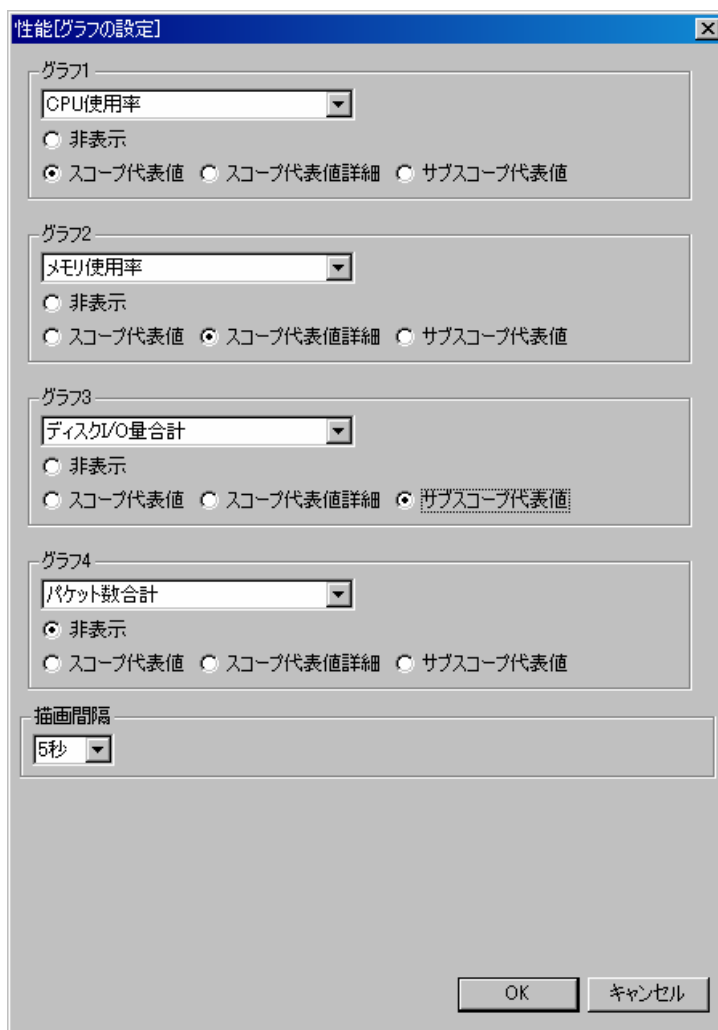 性能[グラフの設定]
グラフ1
CPU使用率
非表示
スコープ代表値 スコープ代表値詳細 サブスコープ代表値
グラフ2
メモリ使用率
非表示
スコープ代表値 スコープ代表値詳細 サブスコープ代表値
グラフ3
ディスクI/O量合計
非表示
スコープ代表値 スコープ代表値詳細 サブスコープ代表値
グラフ4
パケット数合計
非表示
スコープ代表値 スコープ代表値詳細 サブスコープ代表値
描画間隔
5秒
OK キャンセル